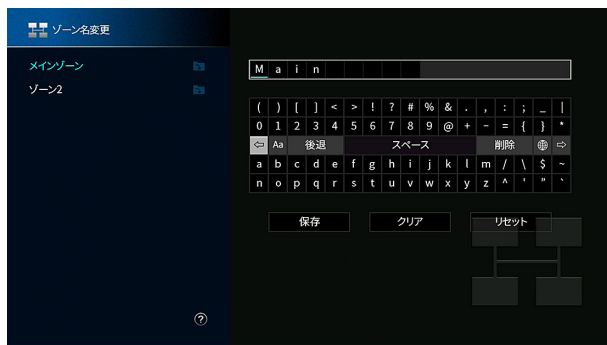 ゾーン名変更
メインゾーン
ゾーン2
M a i n
( ) [ ] < > ! ? # % & . , : ; _ |
0 1 2 3 4 5 6 7 8 9 @ + - = { } *
⇦ Aa 後退 スペース 削除 ⇨
a b c d e f g h i j k l m / \ $ ~
n o p q r s t u v w x y z ^ ' " `
保存 クリア リセット
?